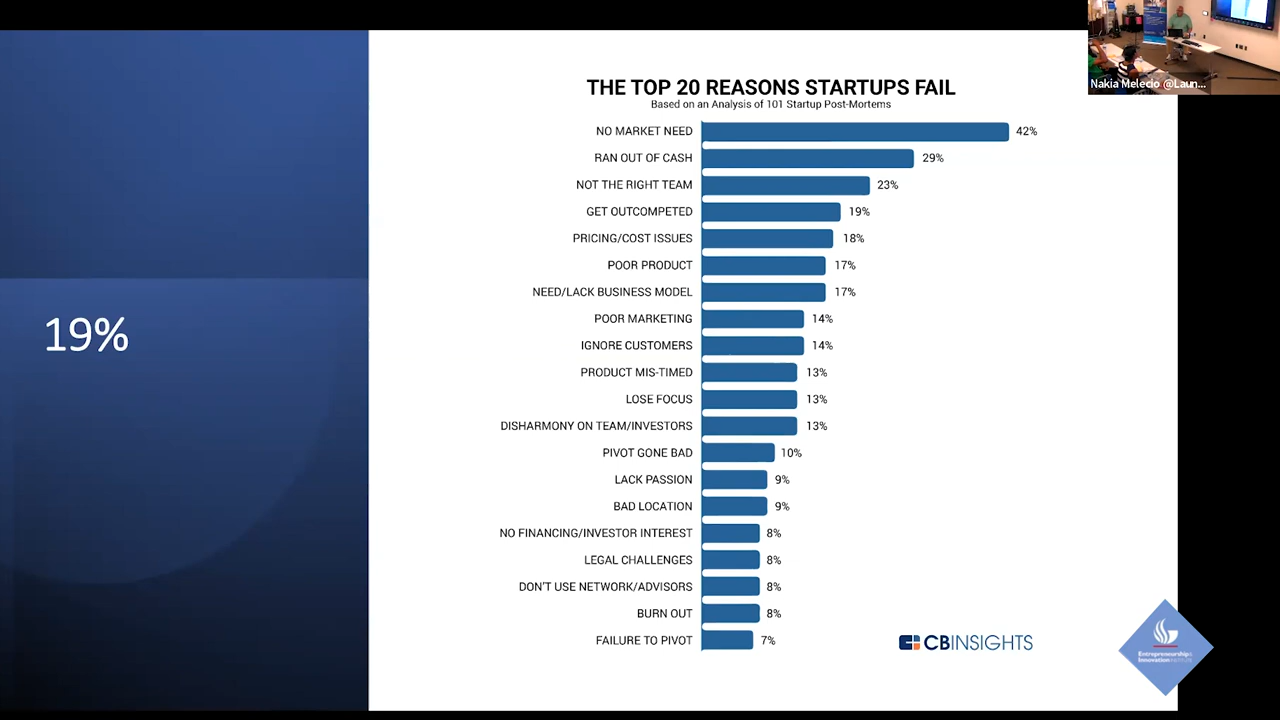 Nakia Melecio @Laun...
19%
THE TOP 20 REASONS STARTUPS FAIL
Based on an Analysis of 101 Startup Post-Mortems
NO MARKET NEED 42%
RAN OUT OF CASH 29%
NOT THE RIGHT TEAM 23%
GET OUTCOMPETED 19%
PRICING/COST ISSUES 18%
POOR PRODUCT 17%
NEED/LACK BUSINESS MODEL 17%
POOR MARKETING 14%
IGNORE CUSTOMERS 14%
PRODUCT MIS-TIMED 13%
LOSE FOCUS 13%
DISHARMONY ON TEAM/INVESTORS 13%
PIVOT GONE BAD 10%
LACK PASSION 9%
BAD LOCATION 9%
NO FINANCING/INVESTOR INTEREST 8%
LEGAL CHALLENGES 8%
DON'T USE NETWORK/ADVISORS 8%
BURN OUT 8%
FAILURE TO PIVOT 7%
CBINSIGHTS
Entrepreneurship&
Innovation